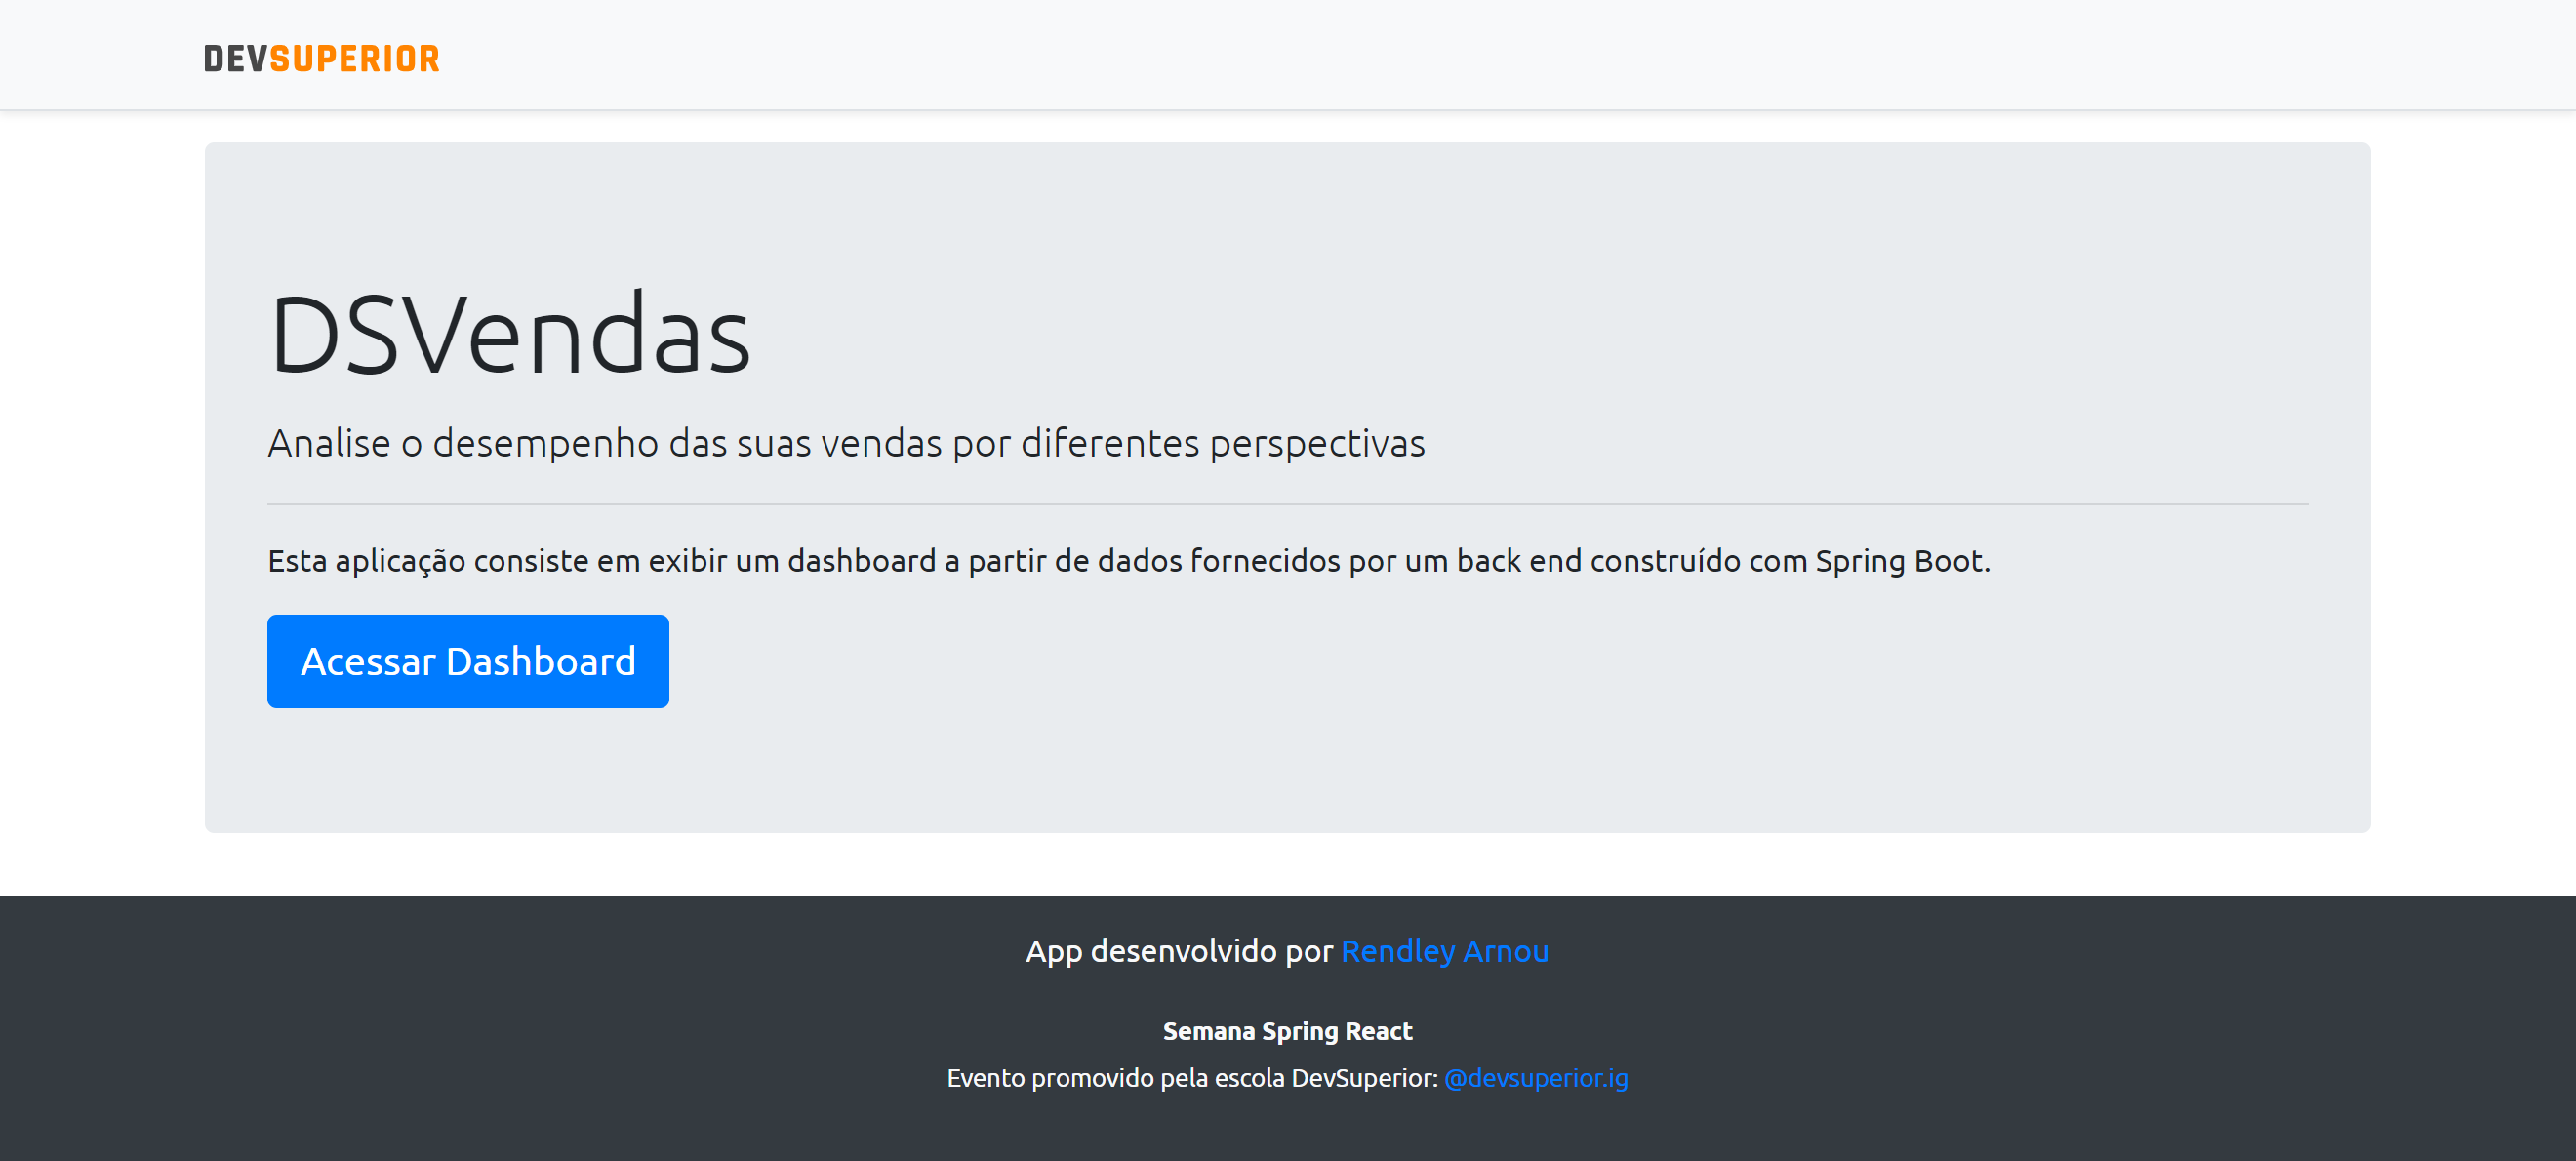 DEVSUPERIOR
DSVendas
Analise o desempenho das suas vendas por diferentes perspectivas
Esta aplicação consiste em exibir um dashboard a partir de dados fornecidos por um back end construído com Spring Boot.
Acessar Dashboard
App desenvolvido por Rendley Arnou
Semana Spring React
Evento promovido pela escola DevSuperior: @devsuperior.ig